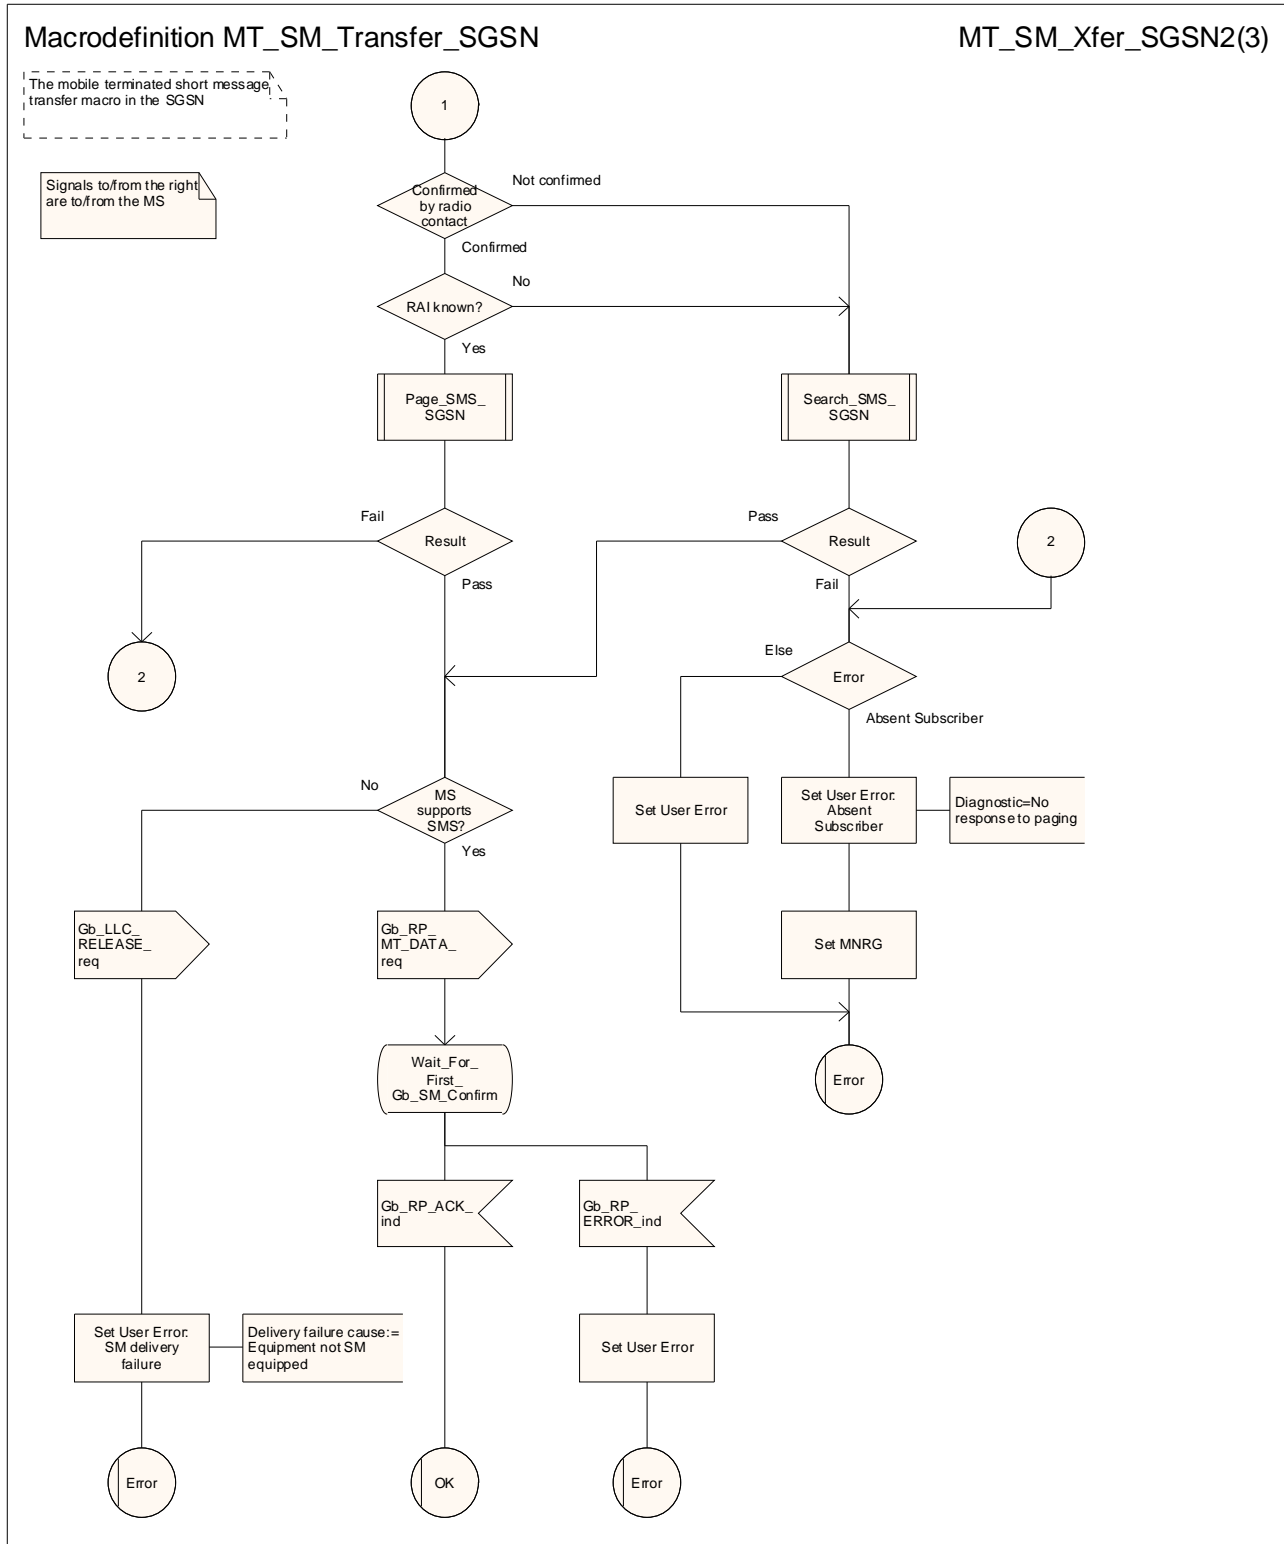 Macrodefinition MT_SM_Transfer_SGSN
MT_SM_Xfer_SGSN2(3)
The mobile terminated short message
transfer macro in the SGSN
1
Signals to/from the right
are to/from the MS
Confirmed
by radio
contact
Not confirmed
Confirmed
RAI known?
No
Yes
Page_SMS_
SGSN
Search_SMS_
SGSN
Fail
Result
Pass
Pass
Result
Fail
2
2
Else
Error
Absent Subscriber
No
MS
supports
SMS?
Yes
Set User Error
Set User Error:
Absent
Subscriber
Diagnostic=No
response to paging
Gb_LLC_
RELEASE_
req
Gb_RP_
MT_DATA_
req
Set MNRG
Wait_For_
First_
Gb_SM_Confirm
Error
Gb_RP_ACK_
ind
Gb_RP_
ERROR_ind
Set User Error:
SM delivery
failure
Delivery failure cause:=
Equipment not SM
equipped
Set User Error
Error
OK
Error